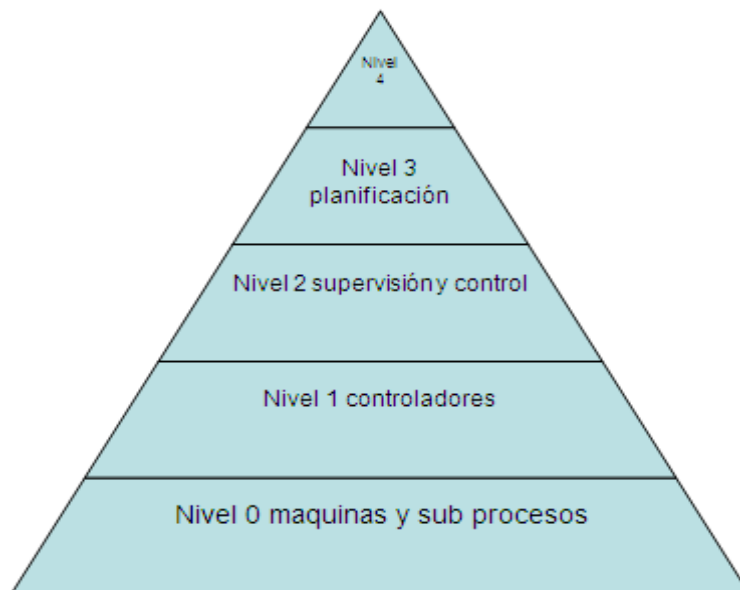 Nivel
4
Nivel 3
planificación
Nivel 2 supervisión y control
Nivel 1 controladores
Nivel 0 maquinas y sub procesos